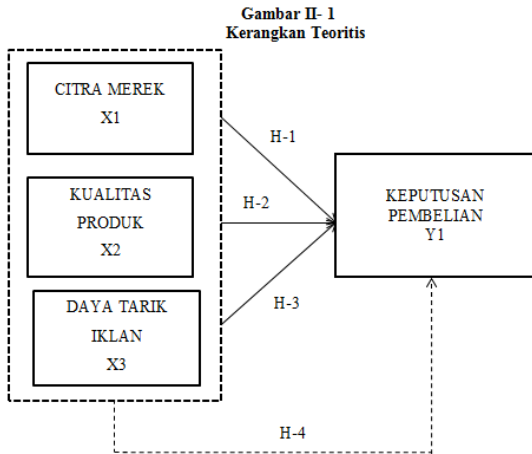 Gambar II- 1
Kerangkan Teoritis
CITRA MEREK
X1
H-1
KUALITAS
PRODUK
X2
H-2
KEPUTUSAN
PEMBELIAN
Y1
DAYA TARIK
IKLAN
X3
H-3
H-4